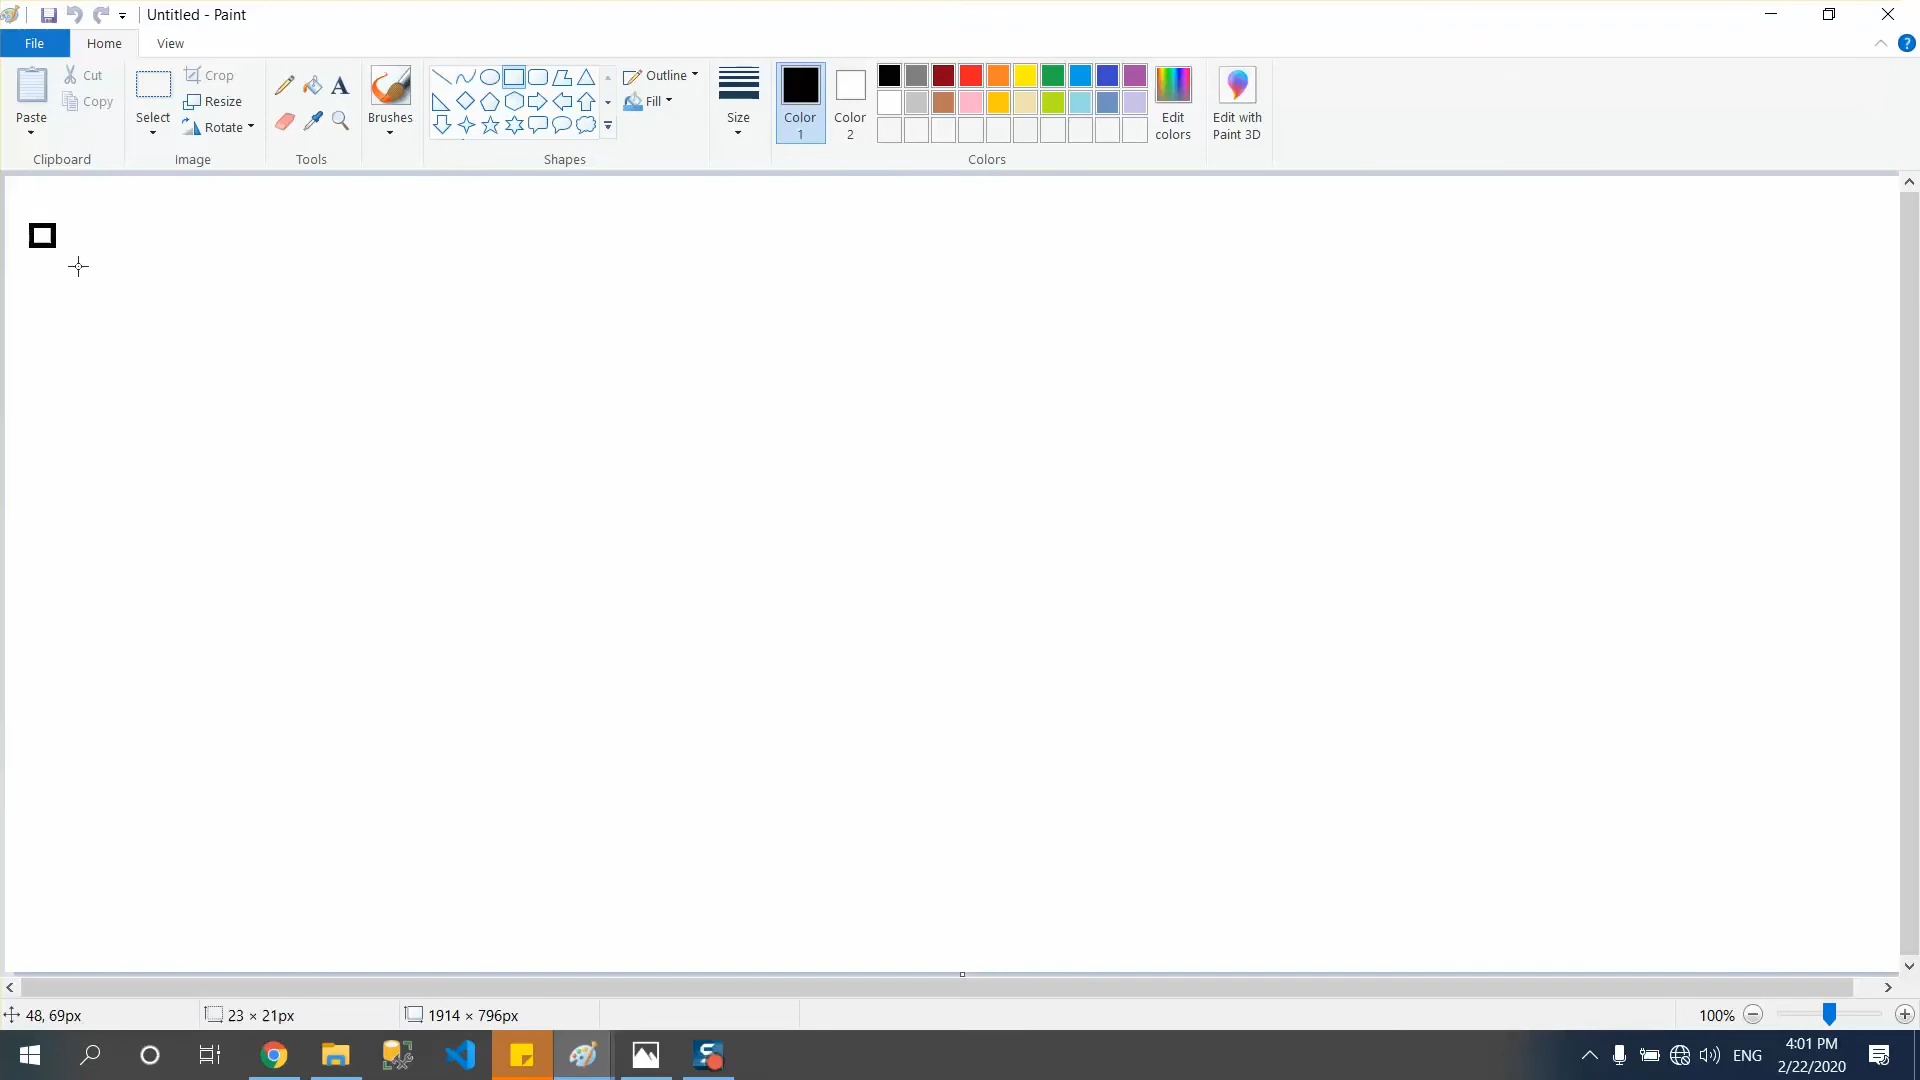 Untitled - Paint
File Home View
Paste
Cut
Copy
Clipboard
Select
Crop
Resize
Rotate
Image
A
Tools
Brushes
Outline
Fill
Shapes
Size
Color 1
Color 2
Edit colors
Colors
Edit with Paint 3D
?
48, 69px
23 × 21px
1914 × 796px
100%
ENG
4:01 PM
2/22/2020